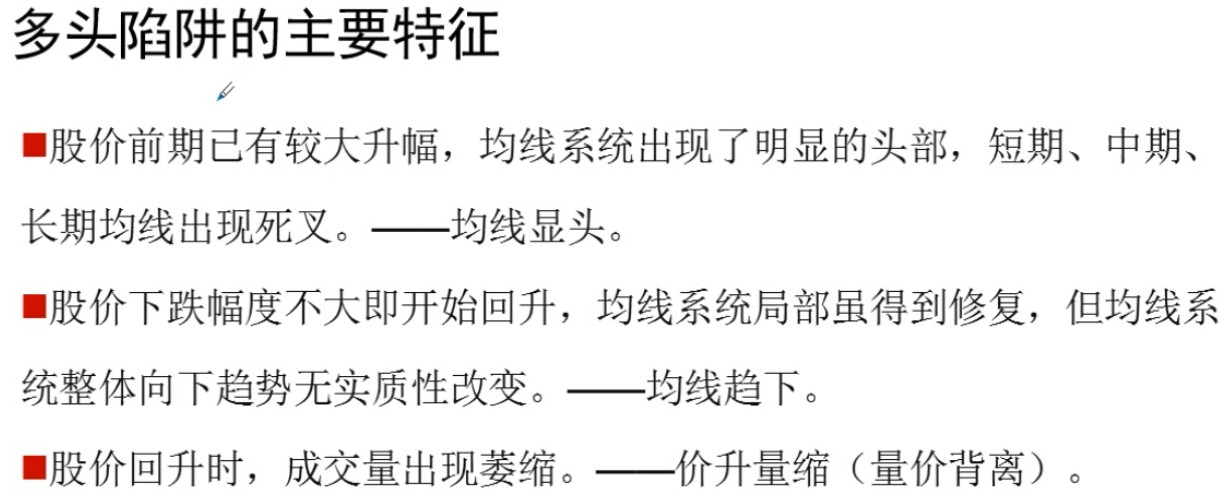 多头陷阱的主要特征
■股价前期已有较大升幅，均线系统出现了明显的头部，短期、中期、
长期均线出现死叉。——均线显头。
■股价下跌幅度不大即开始回升，均线系统局部虽得到修复，但均线系
统整体向下趋势无实质性改变。——均线趋下。
■股价回升时，成交量出现萎缩。——价升量缩（量价背离）。